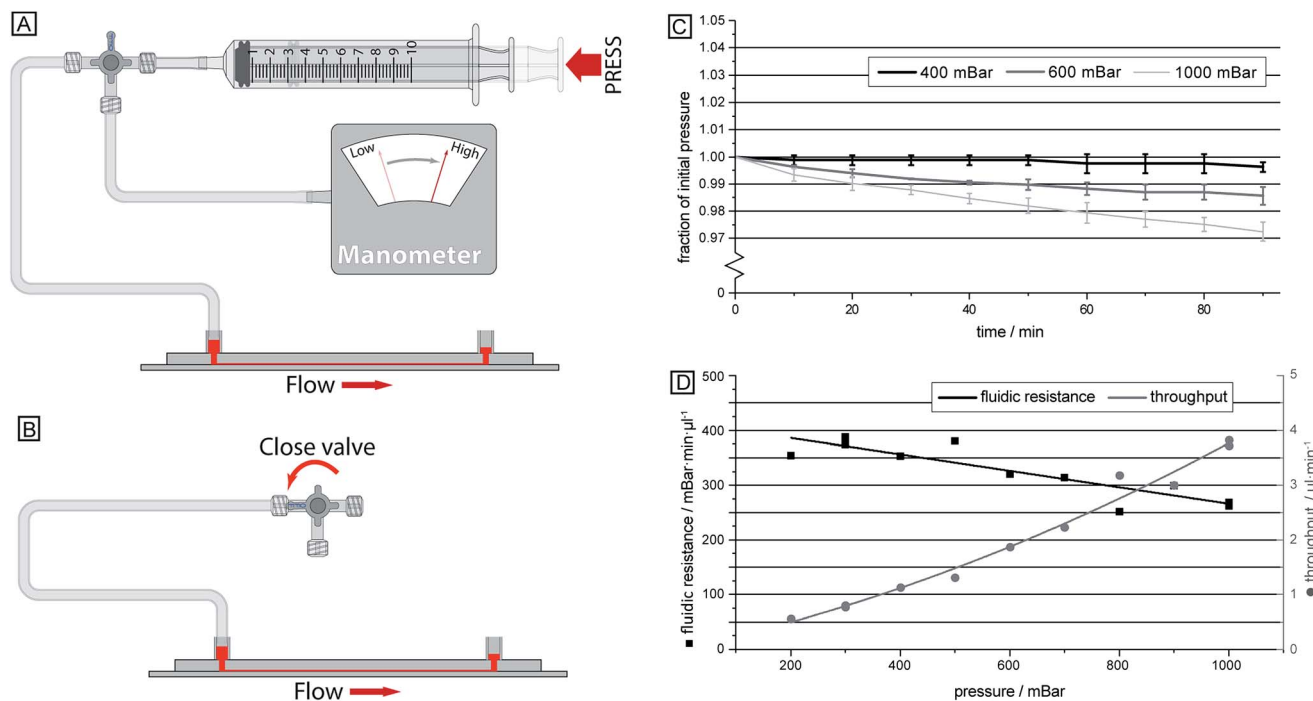 A
1 2 3 4 5 6 7 8 9 10
PRESS
Low
High
Manometer
Flow
B
Close valve
Flow
C
1.05
1.04
1.03
1.02
1.01
1.00
0.99
0.98
0.97
0
fraction of initial pressure
400 mBar 600 mBar 1000 mBar
0 20 40 60 80
time / min
D
500
400
350
300
250
200
150
100
50
0
fluidic resistance / mBar·min·µl⁻¹
fluidic resistance throughput
5
4
3
2
1
0
throughput / µl·min⁻¹
200 400 600 800 1000
pressure / mBar